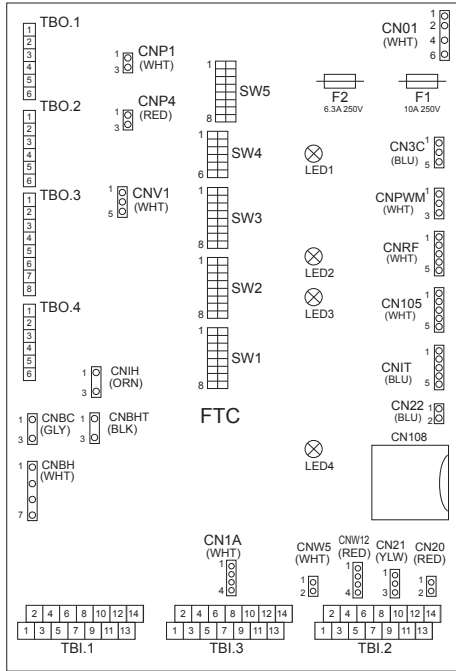 TBO.1
1
2
3
4
5
6
CNP1
(WHT)
1
3
CN01
(WHT)
1
2
4
6
TBO.2
1
2
3
4
5
6
CNP4
(RED)
1
3
SW5
1
8
F2
6.3A 250V
F1
10A 250V
SW4
1
6
LED1
CN3C
(BLU)
1
5
TBO.3
1
2
3
4
5
6
7
8
CNV1
(WHT)
1
5
SW3
1
8
CNPWM
(WHT)
1
3
CNRF
(WHT)
1
5
LED2
SW2
1
8
LED3
CN105
(WHT)
1
5
TBO.4
1
2
3
4
5
6
SW1
1
8
CNIT
(BLU)
1
5
CNIH
(ORN)
1
3
FTC
CN22
(BLU)
1
2
CNBC
(GLY)
1
3
CNBHT
(BLK)
1
3
LED4
CN108
CNBH
(WHT)
1
7
CN1A
(WHT)
1
4
CNW5
(WHT)
1
2
CNW12
(RED)
1
4
CN21
(YLW)
1
3
CN20
(RED)
1
2
2 4 6 8 10 12 14
1 3 5 7 9 11 13
TBI.1
2 4 6 8 10 12 14
1 3 5 7 9 11 13
TBI.3
2 4 6 8 10 12 14
1 3 5 7 9 11 13
TBI.2